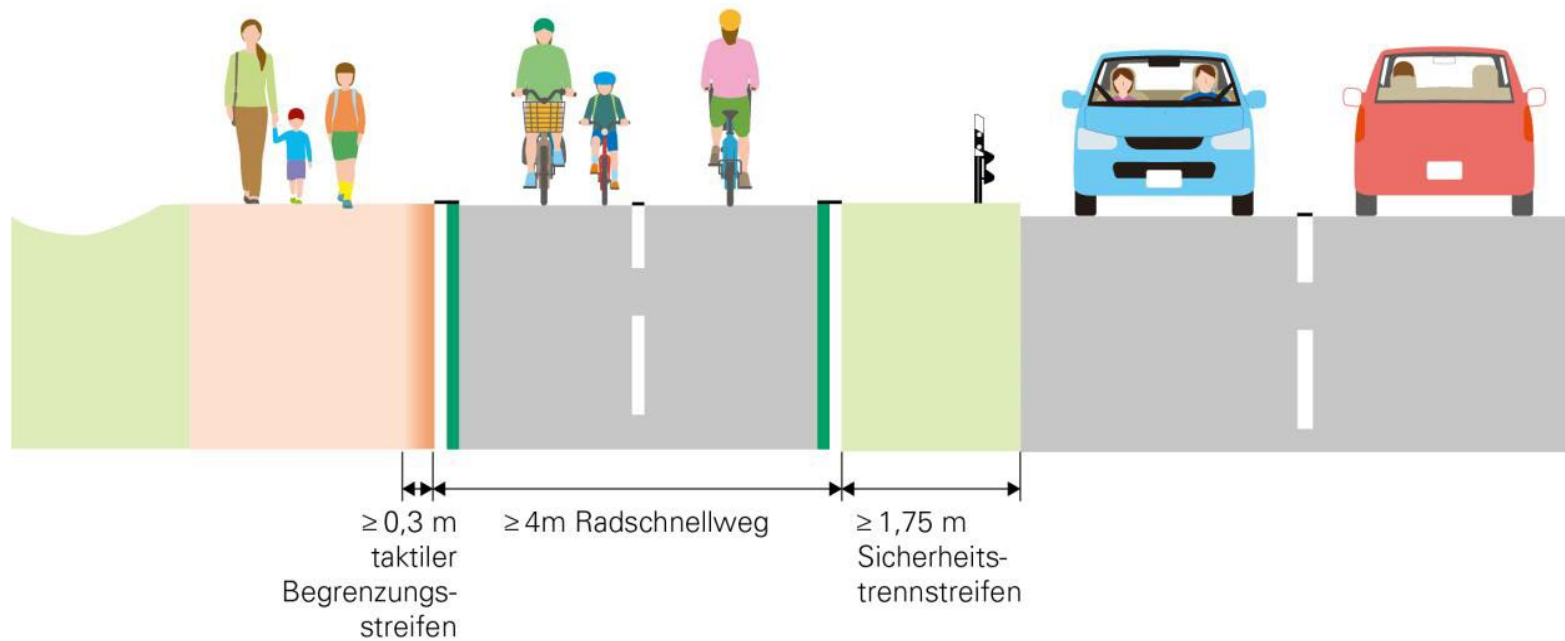 ≥ 0,3 m
taktiler
Begrenzungs-
streifen
≥ 4m Radschnellweg
≥ 1,75 m
Sicherheits-
trennstreifen